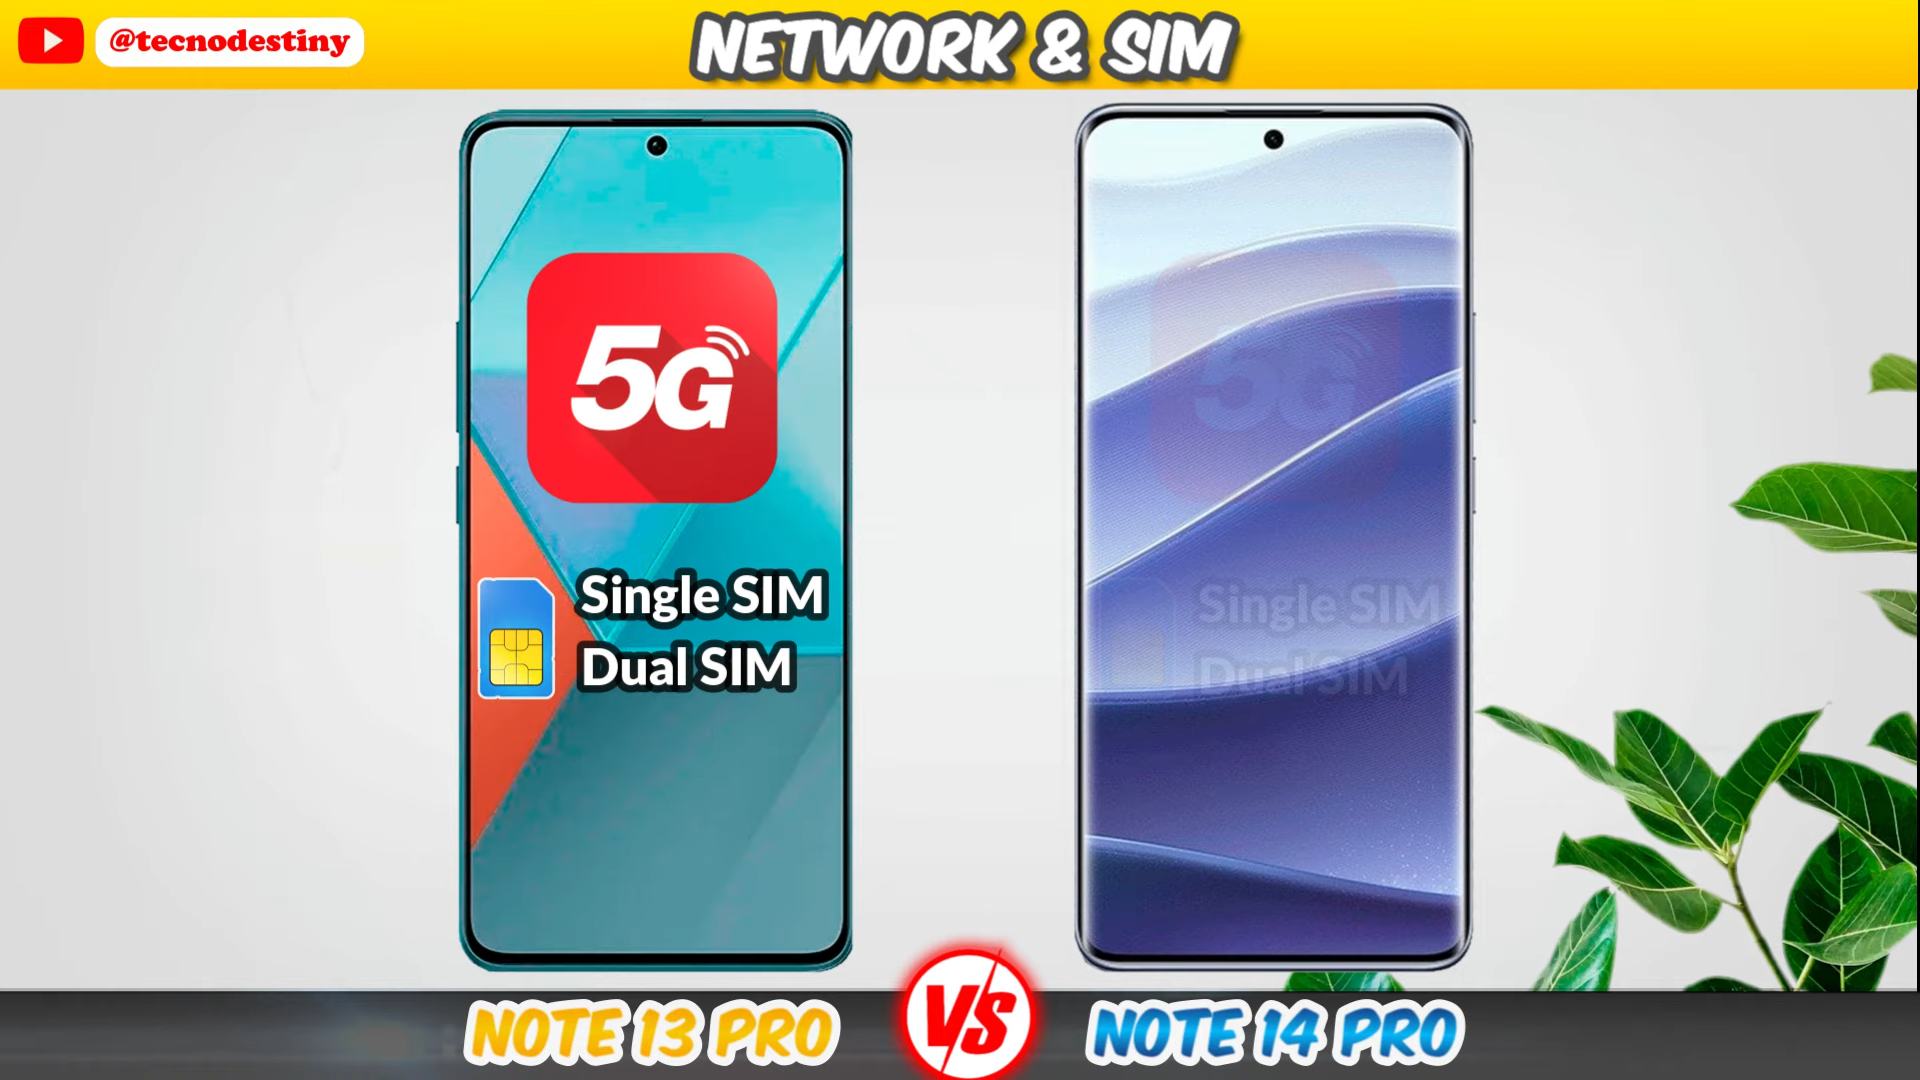 @tecnodestiny
NETWORK & SIM
5G
Single SIM
Dual SIM
5G
Single SIM
Dual SIM
NOTE 13 PRO
VS
NOTE 14 PRO